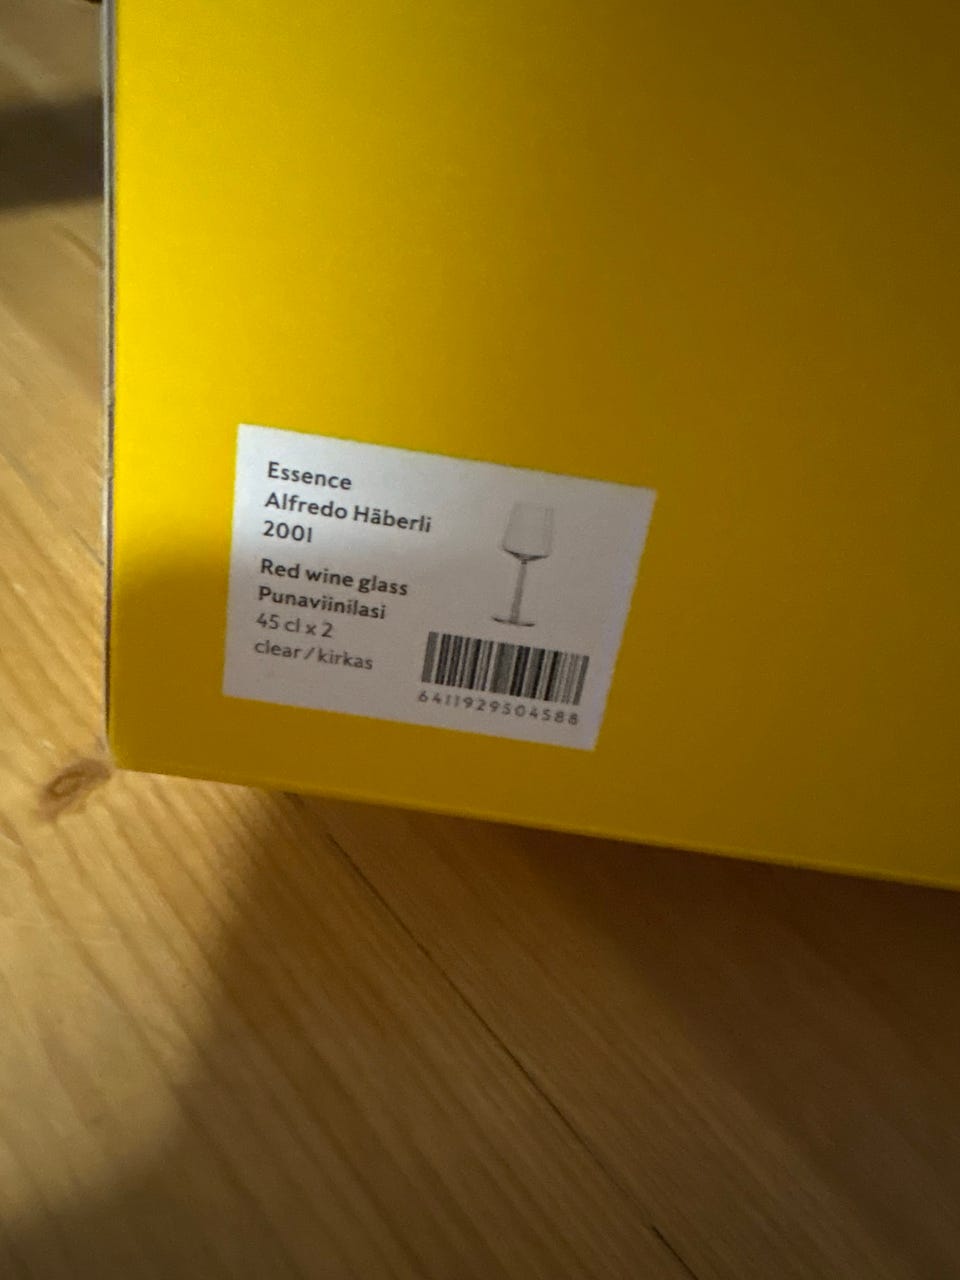 Essence
Alfredo Häberli
2001
Red wine glass
Punaviinilasi
45 cl x 2
clear / kirkas
6411929504588